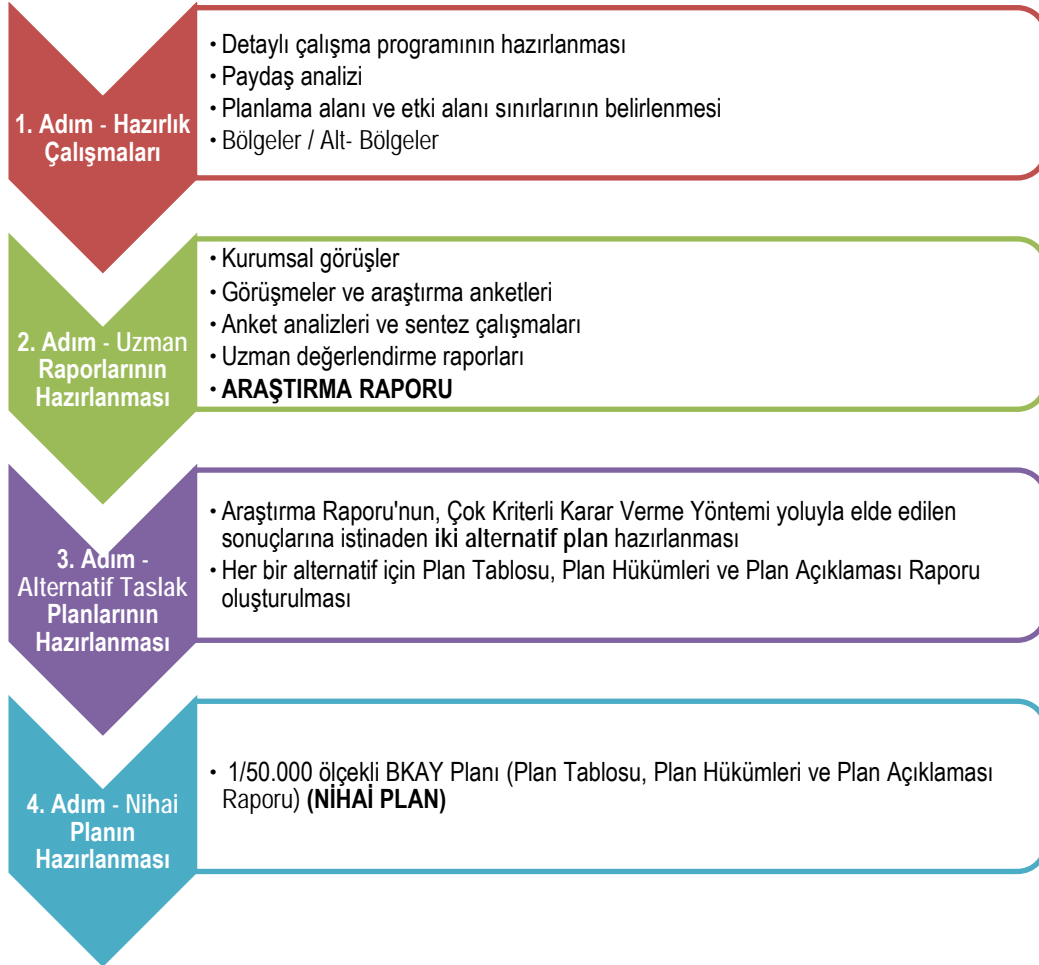 1. Adım - Hazırlık
Çalışmaları
• Detaylı çalışma programının hazırlanması
• Paydaş analizi
• Planlama alanı ve etki alanı sınırlarının belirlenmesi
• Bölgeler / Alt- Bölgeler
2. Adım - Uzman
Raporlarının
Hazırlanması
• Kurumsal görüşler
• Görüşmeler ve araştırma anketleri
• Anket analizleri ve sentez çalışmaları
• Uzman değerlendirme raporları
• ARAŞTIRMA RAPORU
3. Adım -
Alternatif Taslak
Planlarının
Hazırlanması
• Araştırma Raporu'nun, Çok Kriterli Karar Verme Yöntemi yoluyla elde edilen
sonuçlarına istinaden iki alternatif plan hazırlanması
• Her bir alternatif için Plan Tablosu, Plan Hükümleri ve Plan Açıklaması Raporu
oluşturulması
4. Adım - Nihai
Planın
Hazırlanması
• 1/50.000 ölçekli BKAY Planı (Plan Tablosu, Plan Hükümleri ve Plan Açıklaması
Raporu) (NİHAİ PLAN)